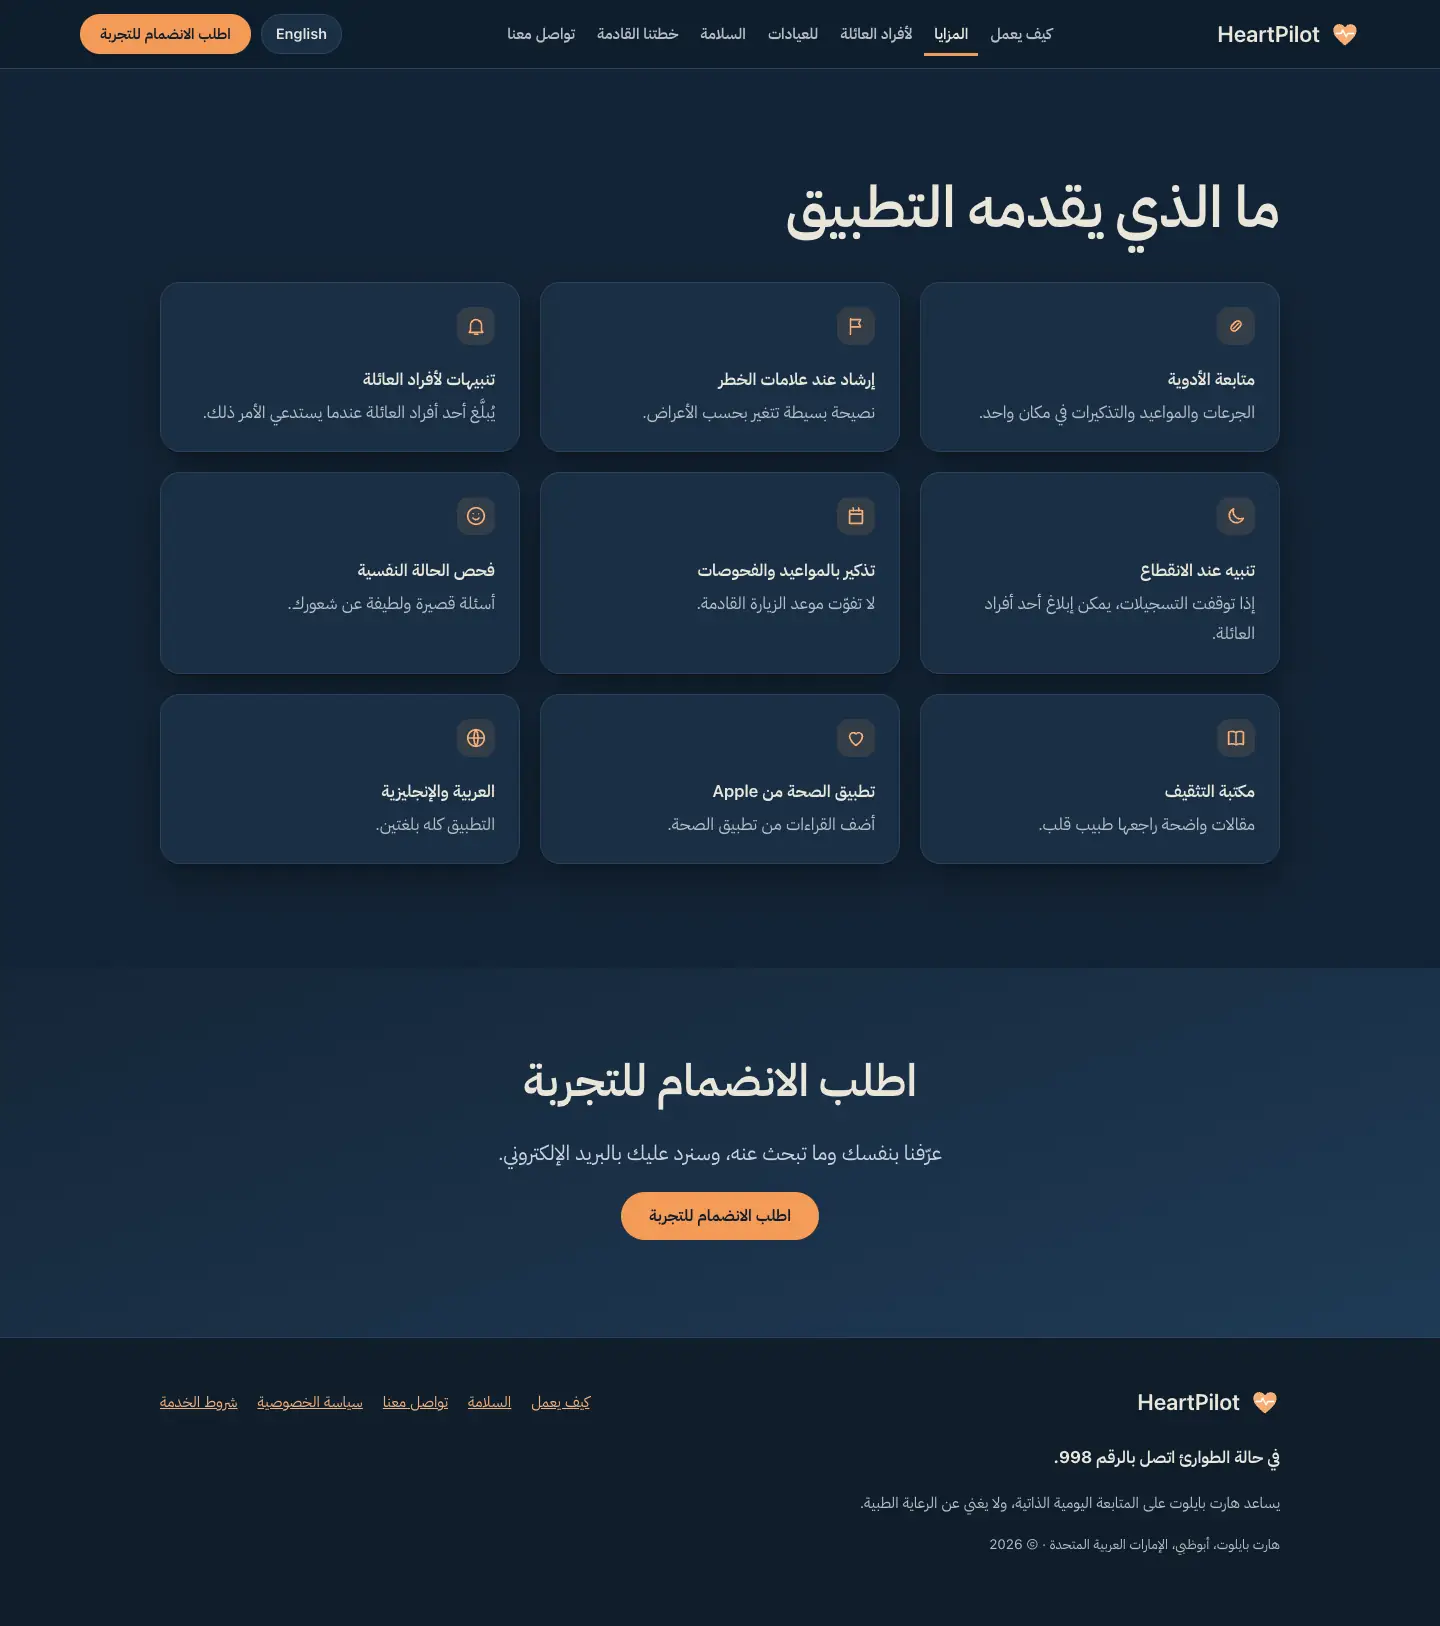 HeartPilot
كيف يعمل
المزايا
لأفراد العائلة
للعيادات
السلامة
خطتنا القادمة
تواصل معنا
English
اطلب الانضمام للتجربة
ما الذي يقدمه التطبيق
متابعة الأدوية
الجرعات والمواعيد والتذكيرات في مكان واحد.
إرشاد عند علامات الخطر
نصيحة بسيطة تتغير بحسب الأعراض.
تنبيهات لأفراد العائلة
يُبلَّغ أحد أفراد العائلة عندما يستدعي الأمر ذلك.
تنبيه عند الانقطاع
إذا توقفت التسجيلات، يمكن إبلاغ أحد أفراد
العائلة.
تذكير بالمواعيد والفحوصات
لا تفوّت موعد الزيارة القادمة.
فحص الحالة النفسية
أسئلة قصيرة ولطيفة عن شعورك.
مكتبة التثقيف
مقالات واضحة راجعها طبيب قلب.
تطبيق الصحة من Apple
أضف القراءات من تطبيق الصحة.
العربية والإنجليزية
التطبيق كله بلغتين.
اطلب الانضمام للتجربة
عرّفنا بنفسك وما تبحث عنه، وسنرد عليك بالبريد الإلكتروني.
اطلب الانضمام للتجربة
HeartPilot
كيف يعمل
السلامة
تواصل معنا
سياسة الخصوصية
شروط الخدمة
في حالة الطوارئ اتصل بالرقم 998.
يساعد هارت بايلوت على المتابعة اليومية الذاتية، ولا يغني عن الرعاية الطبية.
هارت بايلوت، أبوظبي، الإمارات العربية المتحدة · © 2026